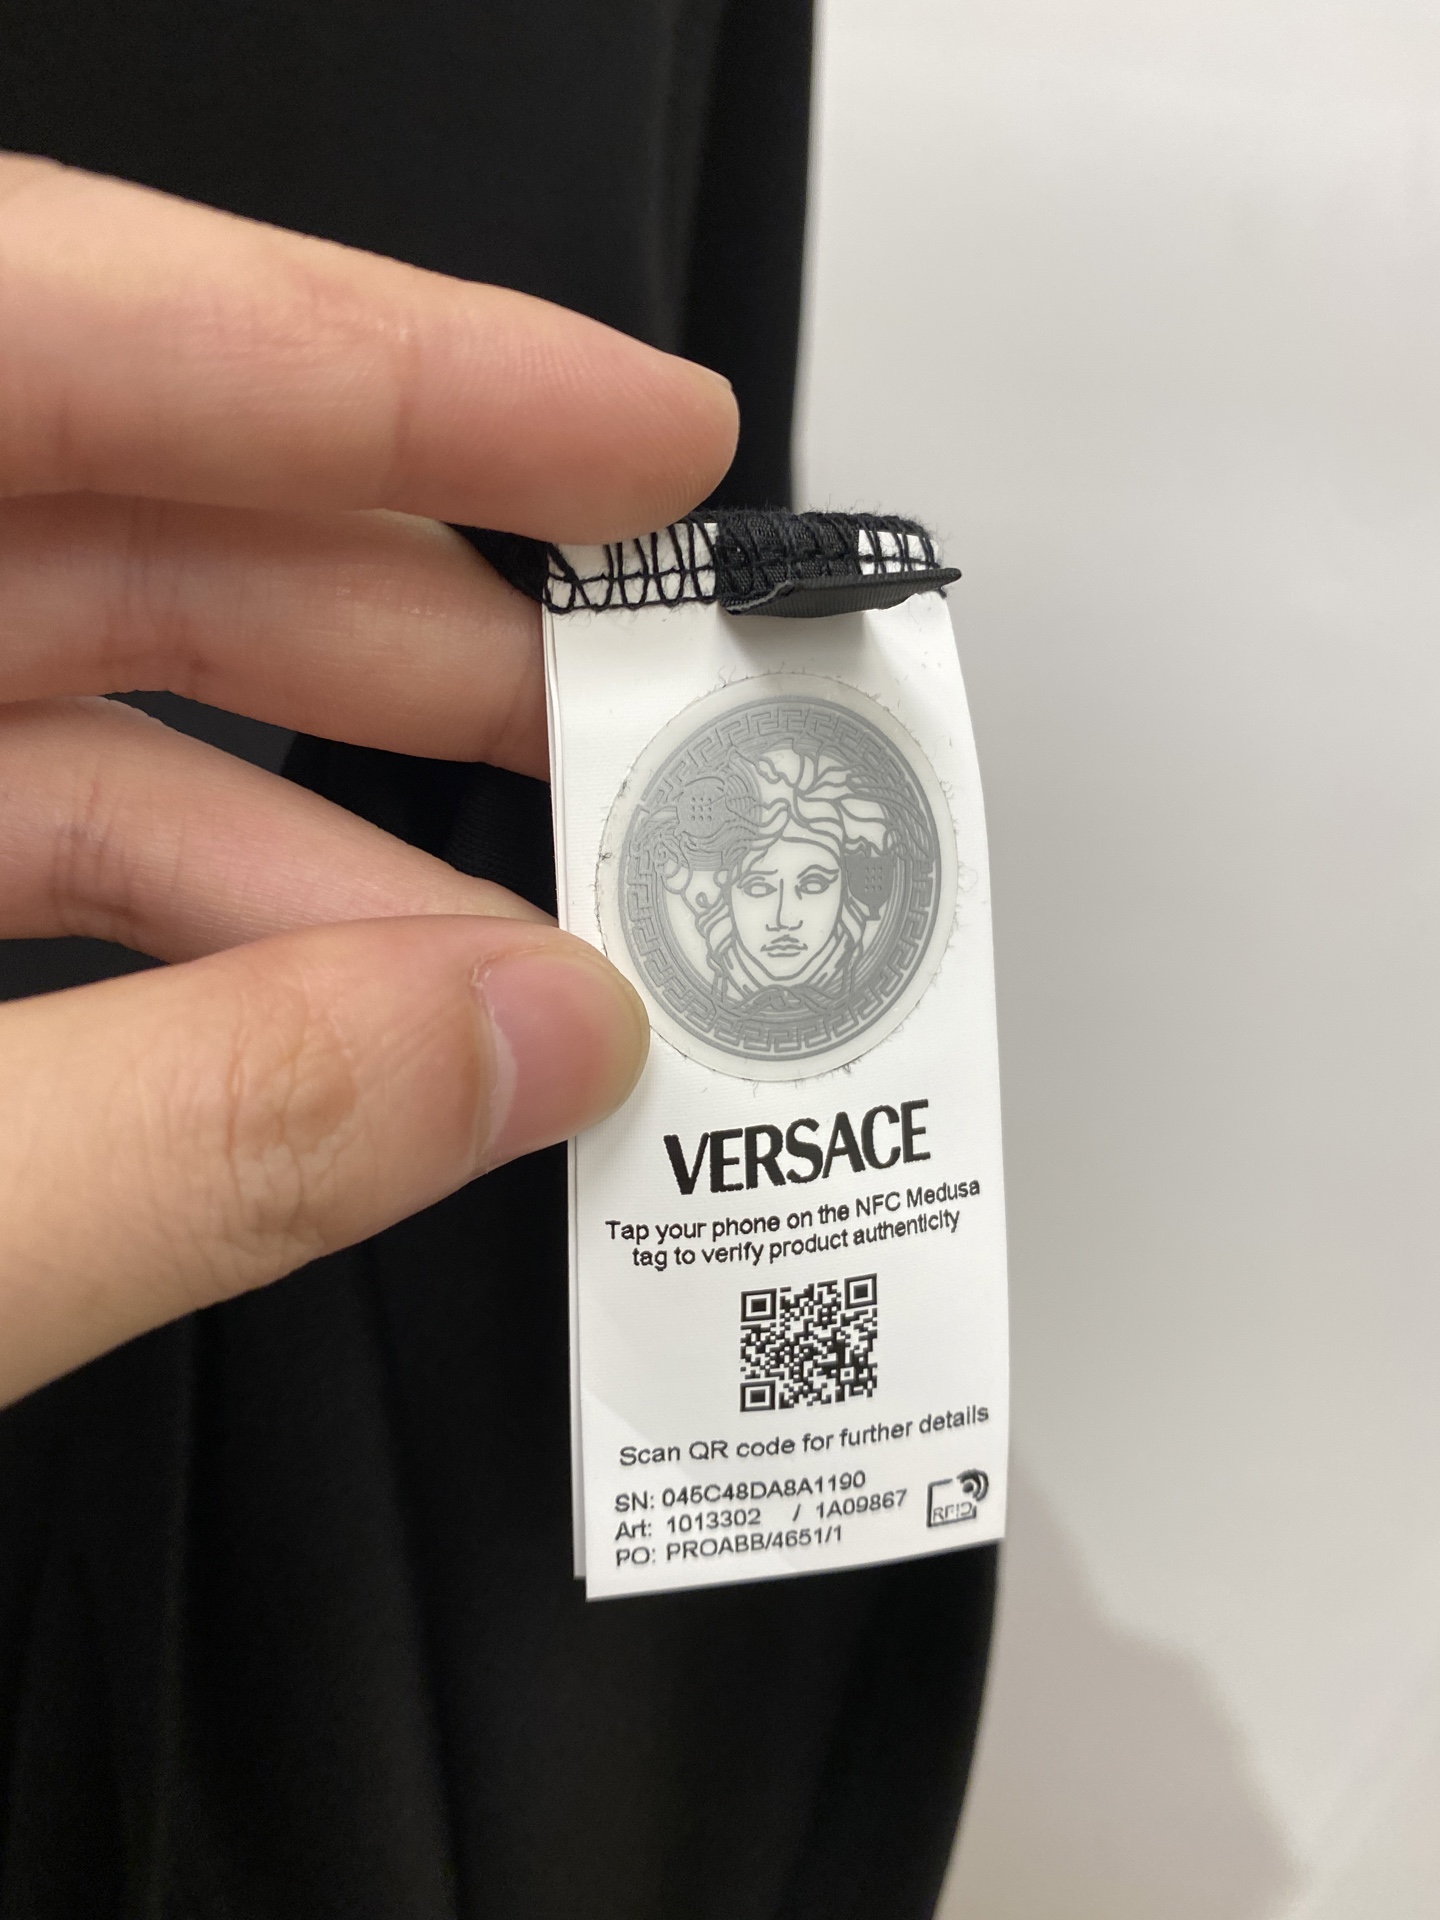 VERSACE
Tap your phone on the NFC Medusa
tag to verify product authenticity
Scan QR code for further details
SN: 045C48DA8A1190
Art: 1013302 / 1A09867
PO: PROABB/4651/1
RFID